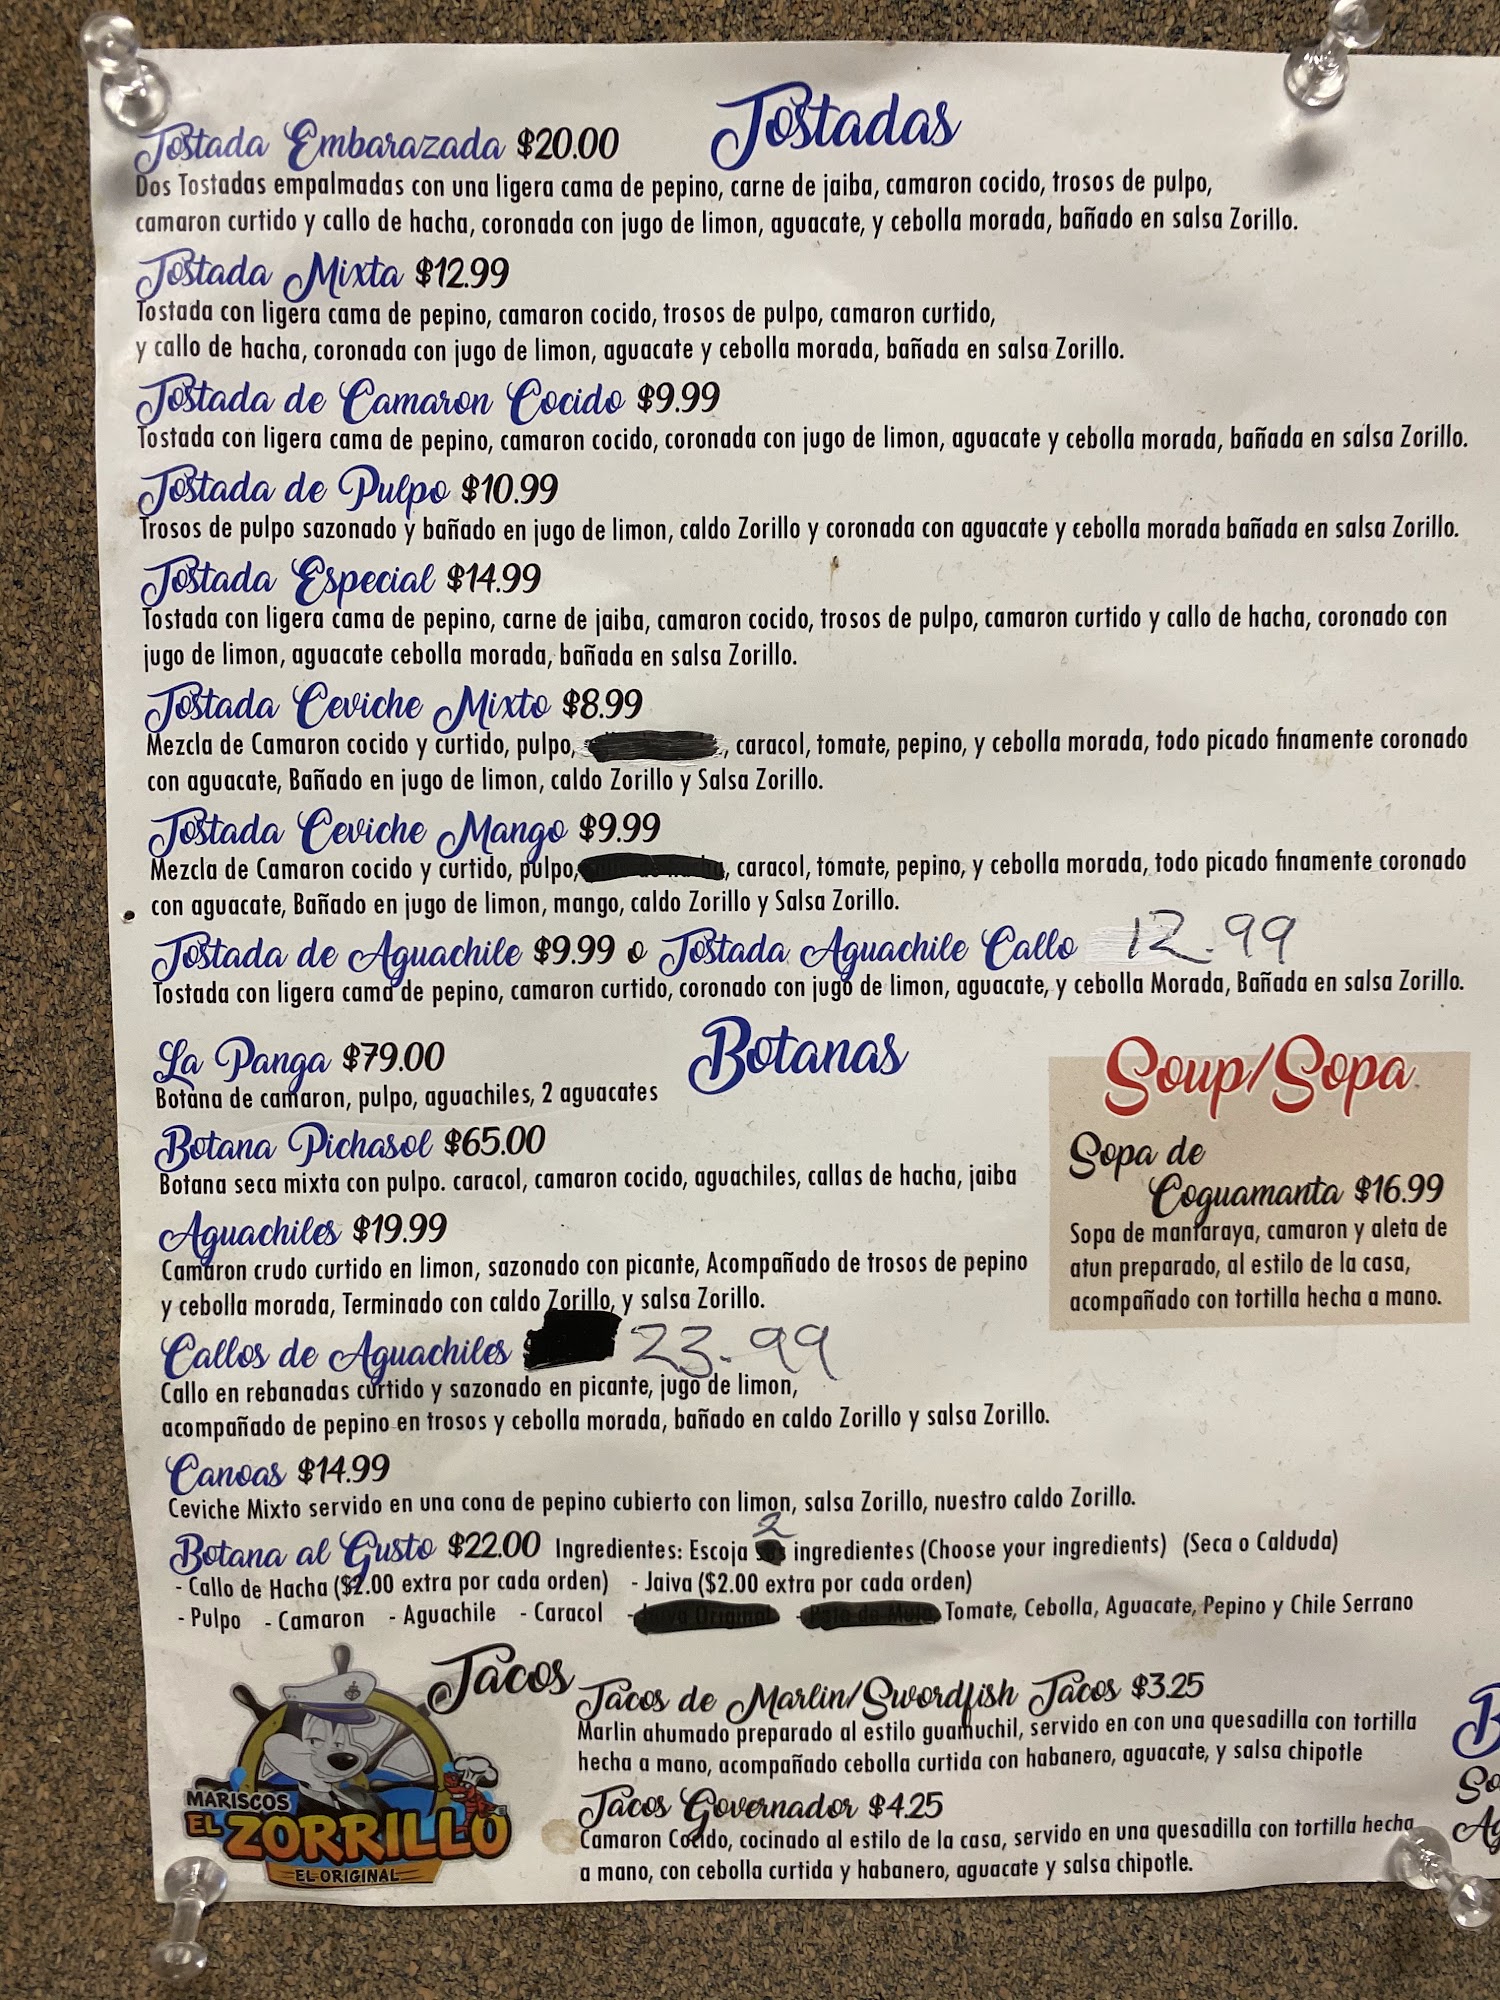 Tostadas
Tostada Embarazada $20.00
Dos Tostadas empalmadas con una ligera cama de pepino, carne de jaiba, camaron cocido, trosos de pulpo,
camaron curtido y callo de hacha, coronada con jugo de limon, aguacate, y cebolla morada, bañado en salsa Zorillo.
Tostada Mixta $12.99
Tostada con ligera cama de pepino, camaron cocido, trosos de pulpo, camaron curtido,
y callo de hacha, coronada con jugo de limon, aguacate y cebolla morada, bañada en salsa Zorillo.
Tostada de Camaron Cocido $9.99
Tostada con ligera cama de pepino, camaron cocido, coronada con jugo de limon, aguacate y cebolla morada, bañada en salsa Zorillo.
Tostada de Pulpo $10.99
Trosos de pulpo sazonado y bañado en jugo de limon, caldo Zorillo y coronada con aguacate y cebolla morada bañada en salsa Zorillo.
Tostada Especial $14.99
Tostada con ligera cama de pepino, carne de jaiba, camaron cocido, trosos de pulpo, camaron curtido y callo de hacha, coronado con
jugo de limon, aguacate cebolla morada, bañada en salsa Zorillo.
Tostada Ceviche Mixto $8.99
Mezcla de Camaron cocido y curtido, pulpo, , caracol, tomate, pepino, y cebolla morada, todo picado finamente coronado
con aguacate, Bañado en jugo de limon, caldo Zorillo y Salsa Zorillo.
Tostada Ceviche Mango $9.99
Mezcla de Camaron cocido y curtido, pulpo, , caracol, tomate, pepino, y cebolla morada, todo picado finamente coronado
con aguacate, Bañado en jugo de limon, mango, caldo Zorillo y Salsa Zorillo.
Tostada de Aguachile $9.99 o Tostada Aguachile Callo 12.99
Tostada con ligera cama de pepino, camaron curtido, coronado con jugo de limon, aguacate, y cebolla Morada, Bañada en salsa Zorillo.
Botanas
La Panga $79.00
Botana de camaron, pulpo, aguachiles, 2 aguacates
Botana Pichasol $65.00
Botana seca mixta con pulpo. caracol, camaron cocido, aguachiles, callas de hacha, jaiba
Aguachiles $19.99
Camaron crudo curtido en limon, sazonado con picante, Acompañado de trosos de pepino
y cebolla morada, Terminado con caldo Zorillo, y salsa Zorillo.
Callos de Aguachiles 23.99
Callo en rebanadas curtido y sazonado en picante, jugo de limon,
acompañado de pepino en trosos y cebolla morada, bañado en caldo Zorillo y salsa Zorillo.
Canoas $14.99
Ceviche Mixto servido en una cona de pepino cubierto con limon, salsa Zorillo, nuestro caldo Zorillo.
Botana al Gusto $22.00 Ingredientes: Escoja 2 ingredientes (Choose your ingredients) (Seca o Calduda)
- Callo de Hacha ($2.00 extra por cada orden) - Jaiva ($2.00 extra por cada orden)
- Pulpo - Camaron - Aguachile - Caracol - - Tomate, Cebolla, Aguacate, Pepino y Chile Serrano
Soup/Sopa
Sopa de
Coguamanta $16.99
Sopa de mantaraya, camaron y aleta de
atun preparado, al estilo de la casa,
acompañado con tortilla hecha a mano.
Tacos
Tacos de Marlin/Swordfish Tacos $3.25
Marlin ahumado preparado al estilo guamuchil, servido en con una quesadilla con tortilla
hecha a mano, acompañado cebolla curtida con habanero, aguacate, y salsa chipotle
Tacos Governador $4.25
Camaron Cocido, cocinado al estilo de la casa, servido en una quesadilla con tortilla hecha
a mano, con cebolla curtida y habanero, aguacate y salsa chipotle.
MARISCOS
EL ZORRILLO
EL ORIGINAL